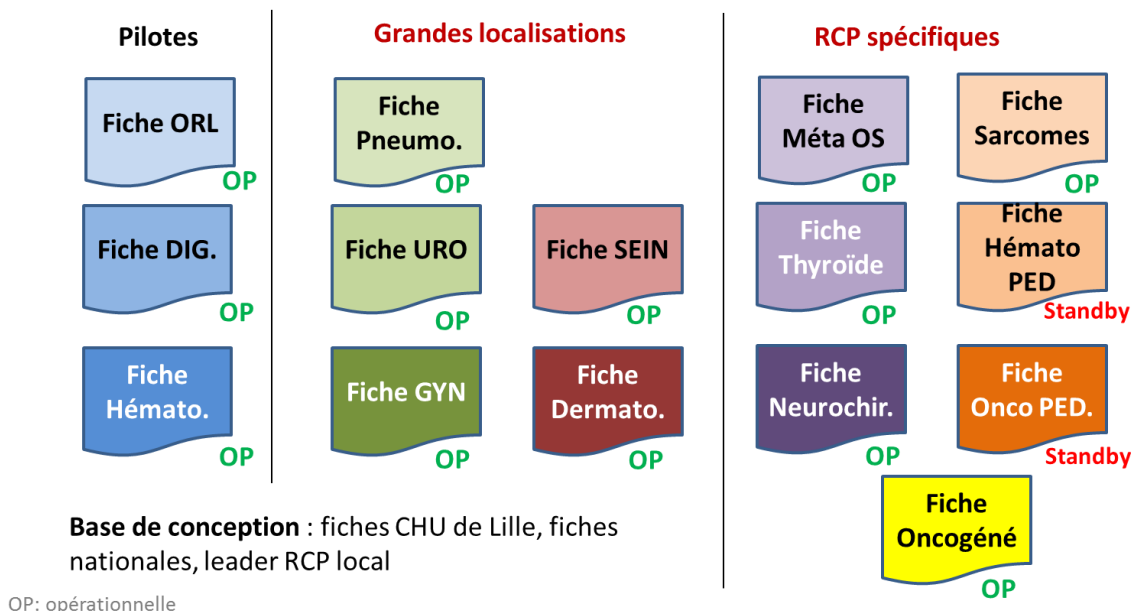 Pilotes
Fiche ORL
OP
Fiche DIG.
OP
Fiche
Hémato.
OP
Grandes localisations
Fiche
Pneumo.
OP
Fiche URO
OP
Fiche SEIN
OP
Fiche GYN
OP
Fiche
Dermato.
OP
RCP spécifiques
Fiche
Méta OS
OP
Fiche
Sarcomes
OP
Fiche
Thyroïde
OP
Fiche
Hémato
PED
Standby
Fiche
Neurochir.
OP
Fiche
Onco PED.
Standby
Fiche
Oncogéné
OP
Base de conception : fiches CHU de Lille, fiches
nationales, leader RCP local
OP: opérationnelle